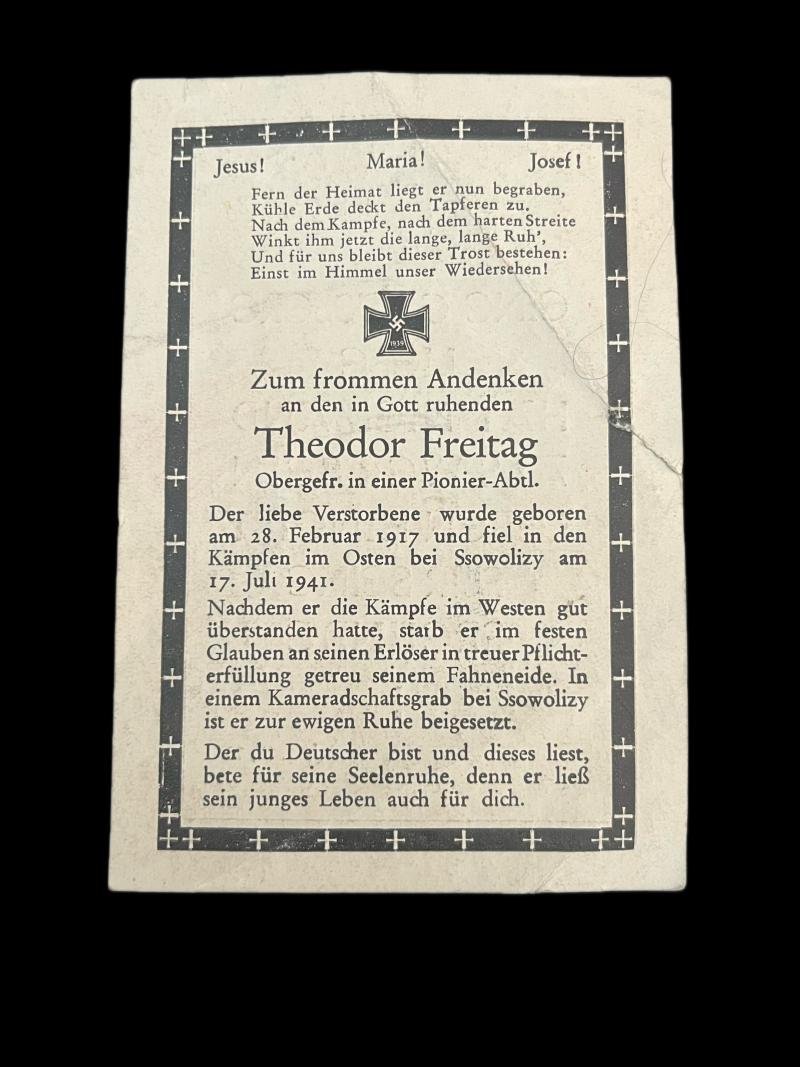 Jesus! Maria! Josef!
Fern der Heimat liegt er nun begraben,
Kühle Erde deckt den Tapferen zu.
Nach dem Kampfe, nach dem harten Streite
Winkt ihm jetzt die lange, lange Ruh',
Und für uns bleibt dieser Trost bestehen:
Einst im Himmel unser Wiedersehen!
1939
Zum frommen Andenken
an den in Gott ruhenden
Theodor Freitag
Obergefr. in einer Pionier-Abtl.
Der liebe Verstorbene wurde geboren
am 28. Februar 1917 und fiel in den
Kämpfen im Osten bei Ssowolizy am
17. Juli 1941.
Nachdem er die Kämpfe im Westen gut
überstanden hatte, starb er im festen
Glauben an seinen Erlöser in treuer Pflicht-
erfüllung getreu seinem Fahneneide. In
einem Kameradschaftsgrab bei Ssowolizy
ist er zur ewigen Ruhe beigesetzt.
Der du Deutscher bist und dieses liest,
bete für seine Seelenruhe, denn er ließ
sein junges Leben auch für dich.